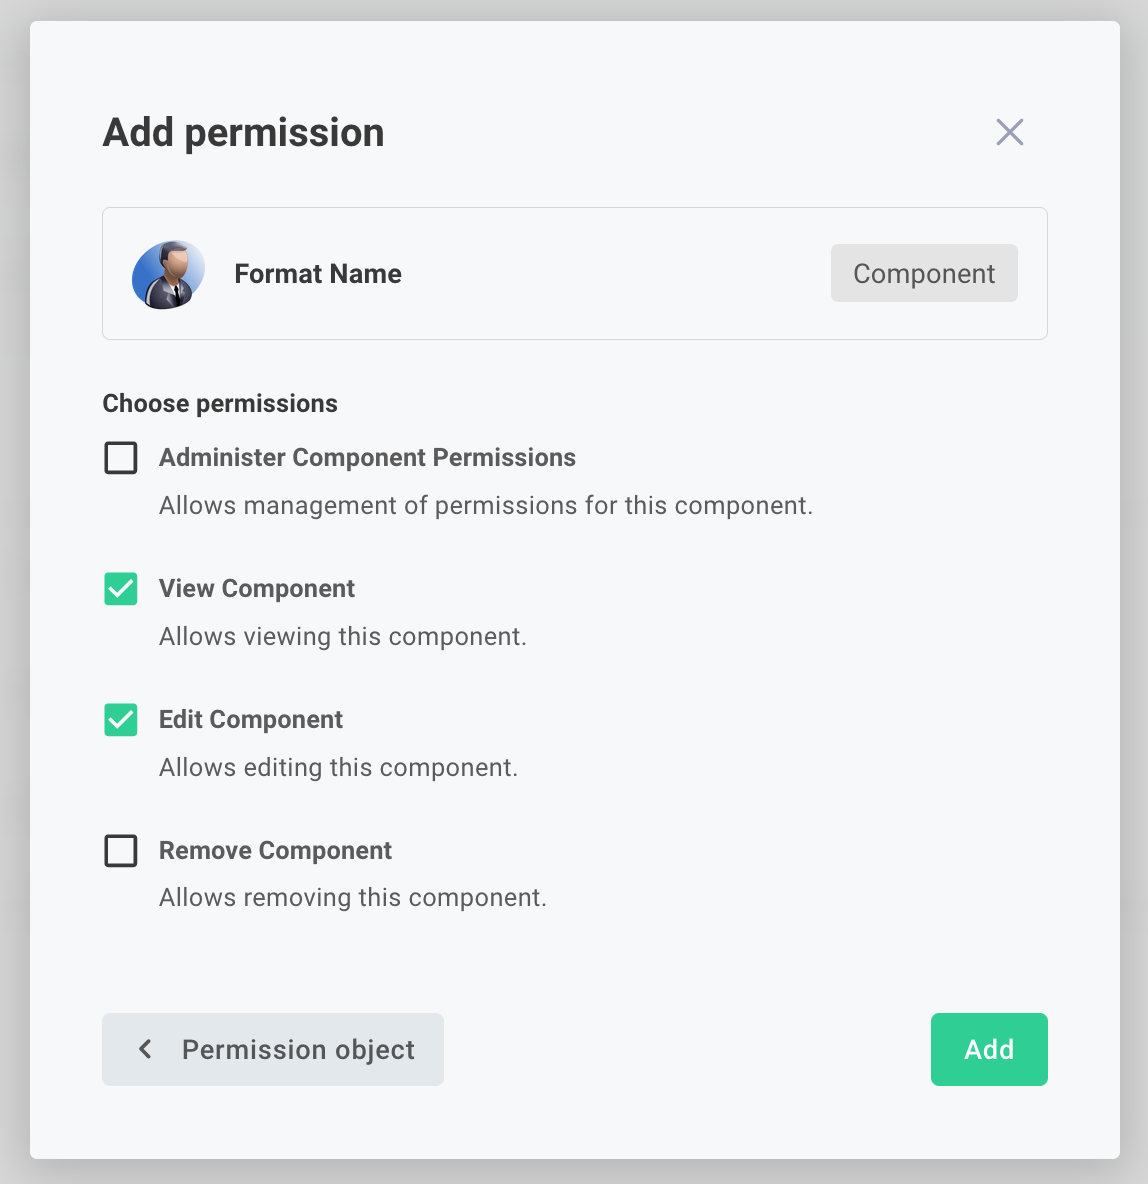 Add permission
Format Name
Component
Choose permissions
Administer Component Permissions
Allows management of permissions for this component.
View Component
Allows viewing this component.
Edit Component
Allows editing this component.
Remove Component
Allows removing this component.
Permission object
Add